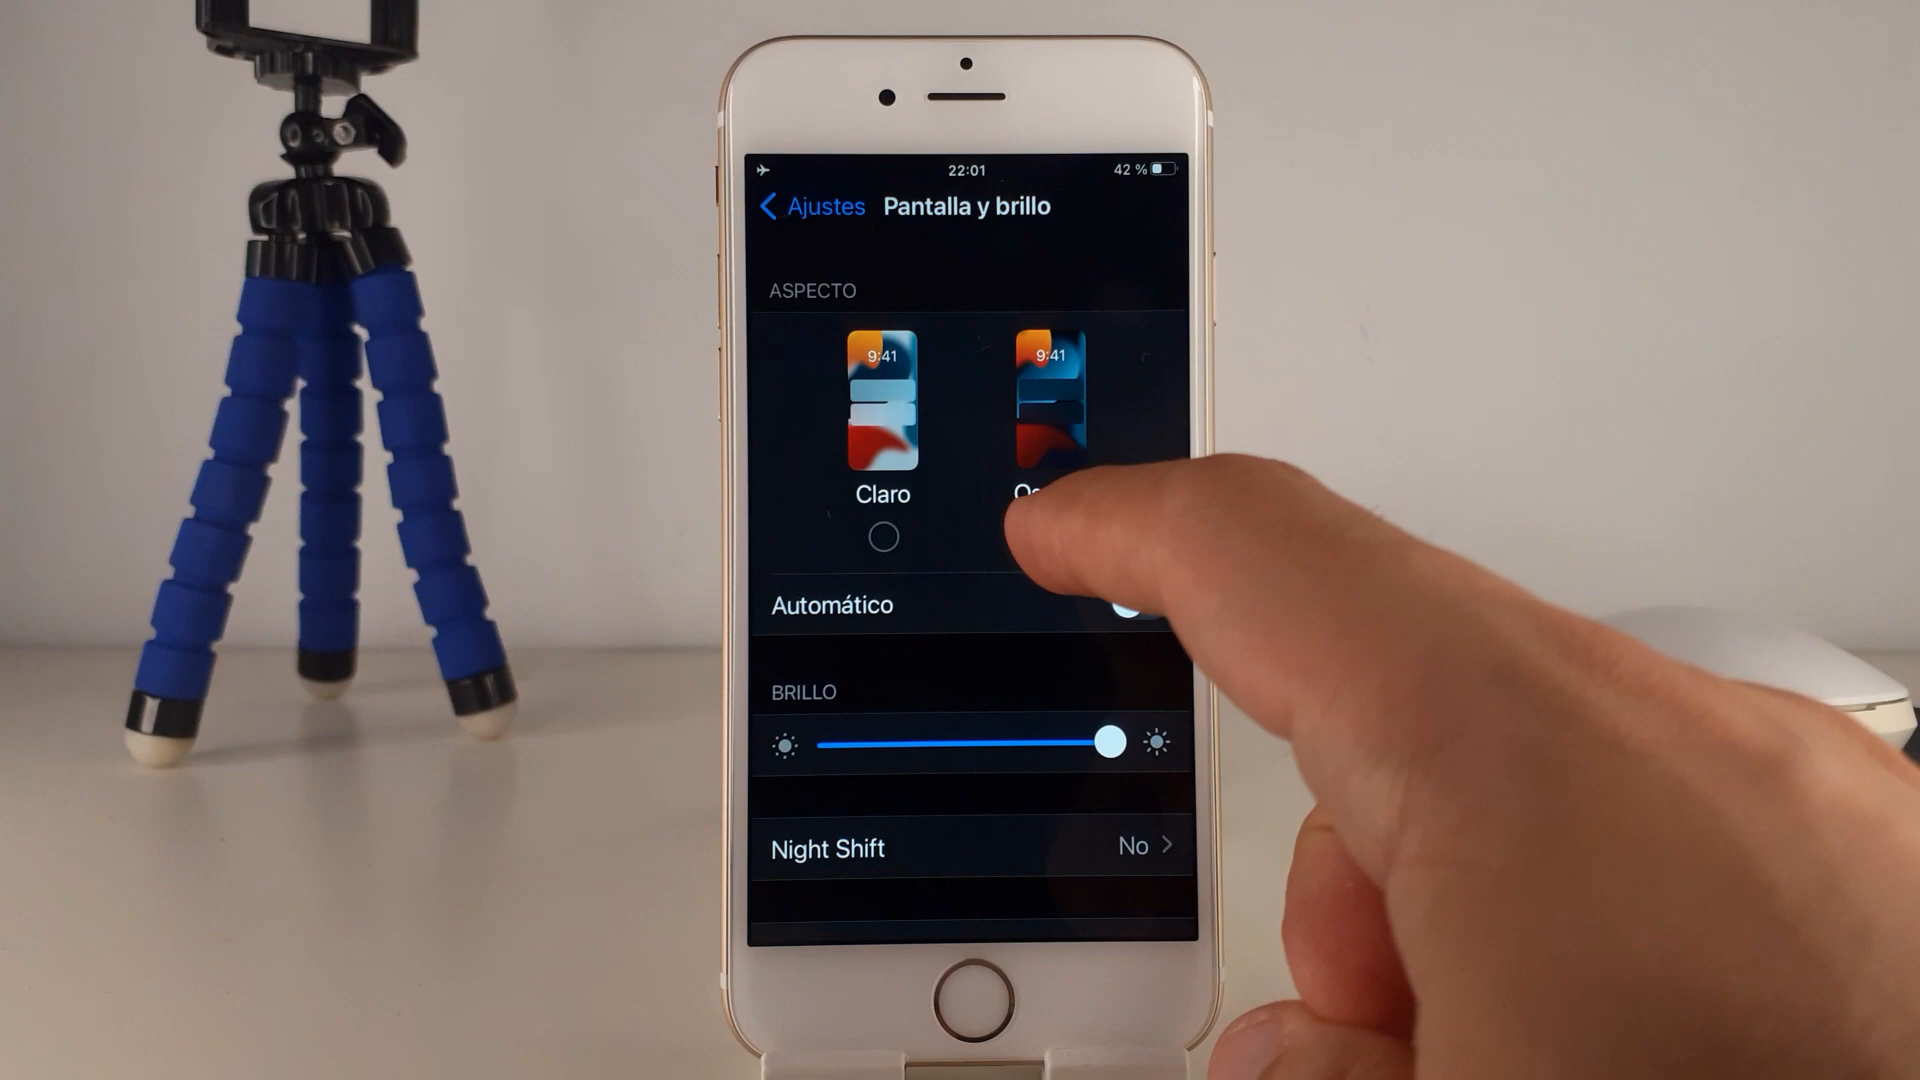 22:01
42 %
Ajustes Pantalla y brillo
ASPECTO
9:41 9:41
Claro
Automático
BRILLO
Night Shift No